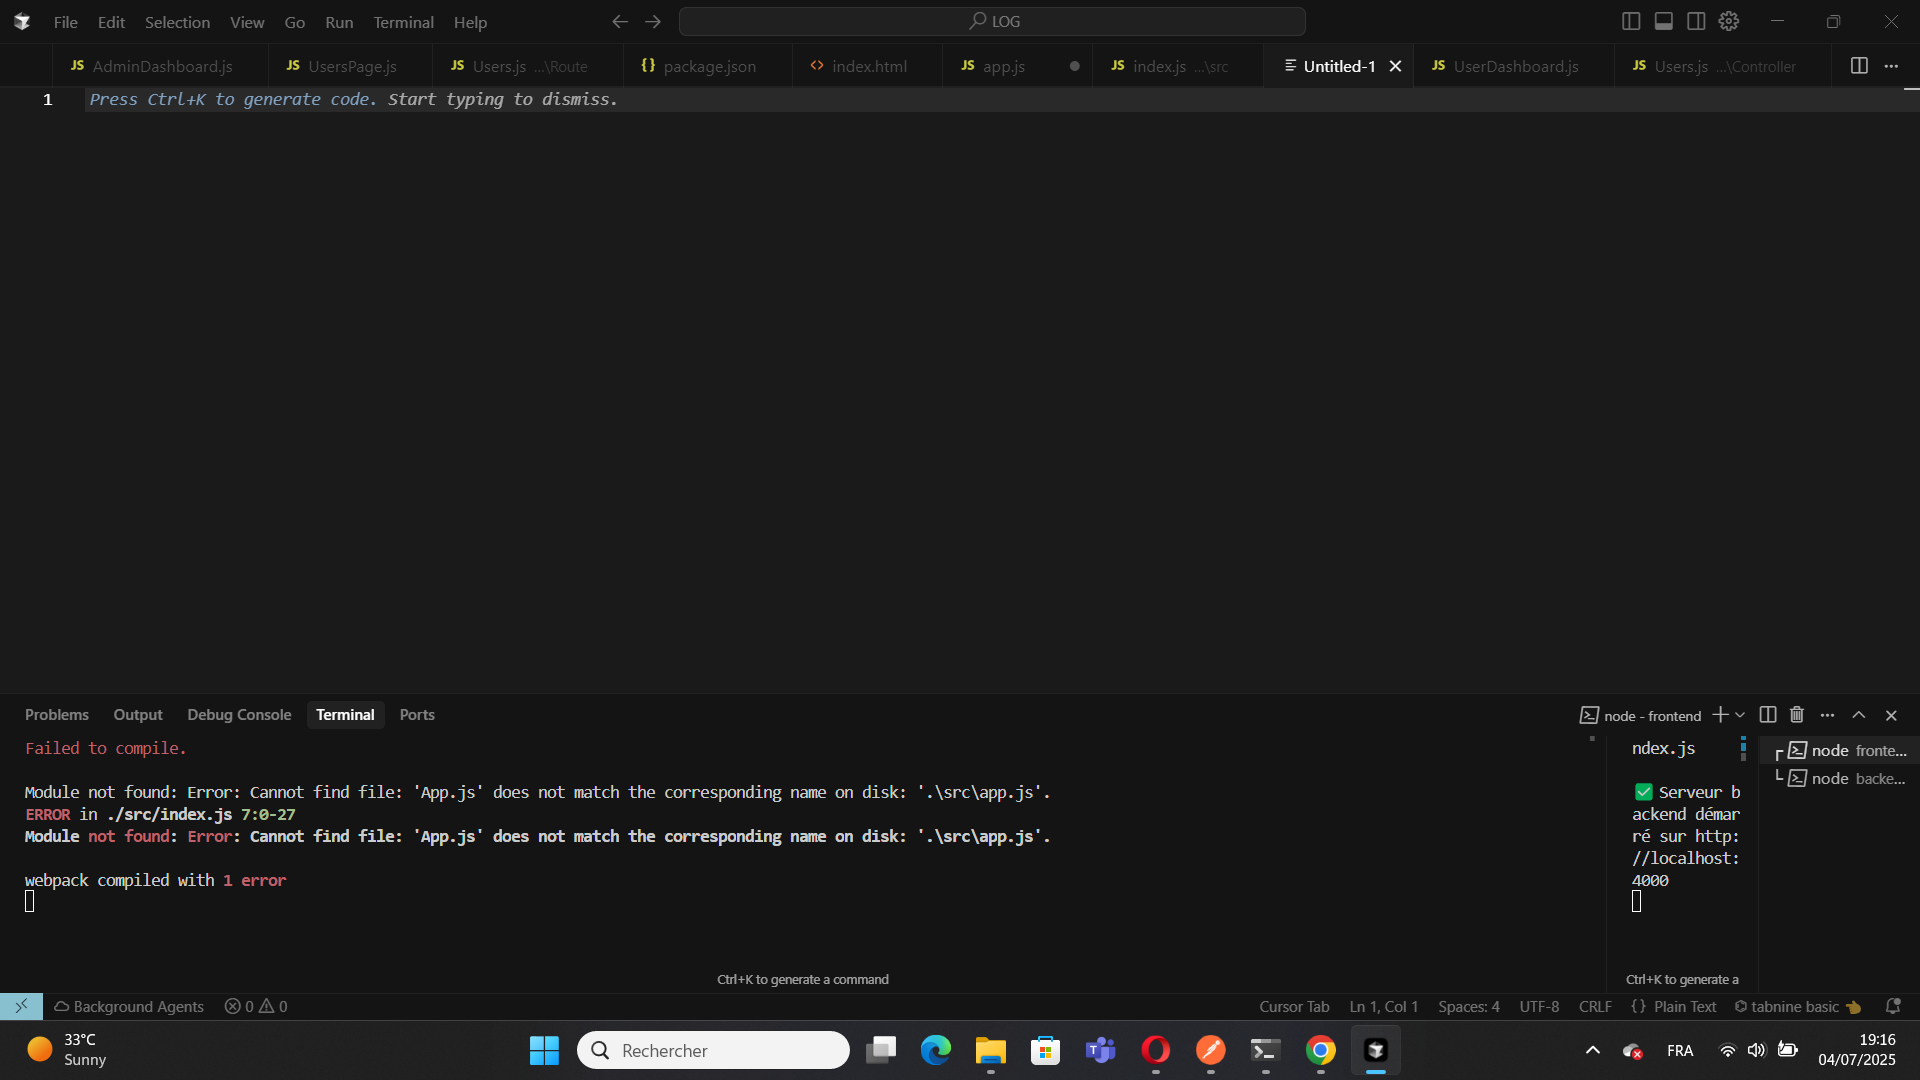 File Edit Selection View Go Run Terminal Help LOG
JS AdminDashboard.js JS UsersPage.js JS Users.js ...\Route {} package.json <> index.html JS app.js JS index.js ...\src Untitled-1 JS UserDashboard.js JS Users.js ...\Controller
1 Press Ctrl+K to generate code. Start typing to dismiss.
Problems Output Debug Console Terminal Ports node - frontend
Failed to compile.
Module not found: Error: Cannot find file: 'App.js' does not match the corresponding name on disk: '.\src\app.js'.
ERROR in ./src/index.js 7:0-27
Module not found: Error: Cannot find file: 'App.js' does not match the corresponding name on disk: '.\src\app.js'.
webpack compiled with 1 error
Ctrl+K to generate a command
ndex.js
✅ Serveur b
ackend démar
ré sur http:
//localhost:
4000
Ctrl+K to generate a
node fronte...
node backe...
Background Agents 0 0 Cursor Tab Ln 1, Col 1 Spaces: 4 UTF-8 CRLF {} Plain Text tabnine basic
33°C
Sunny
Rechercher
FRA
19:16
04/07/2025